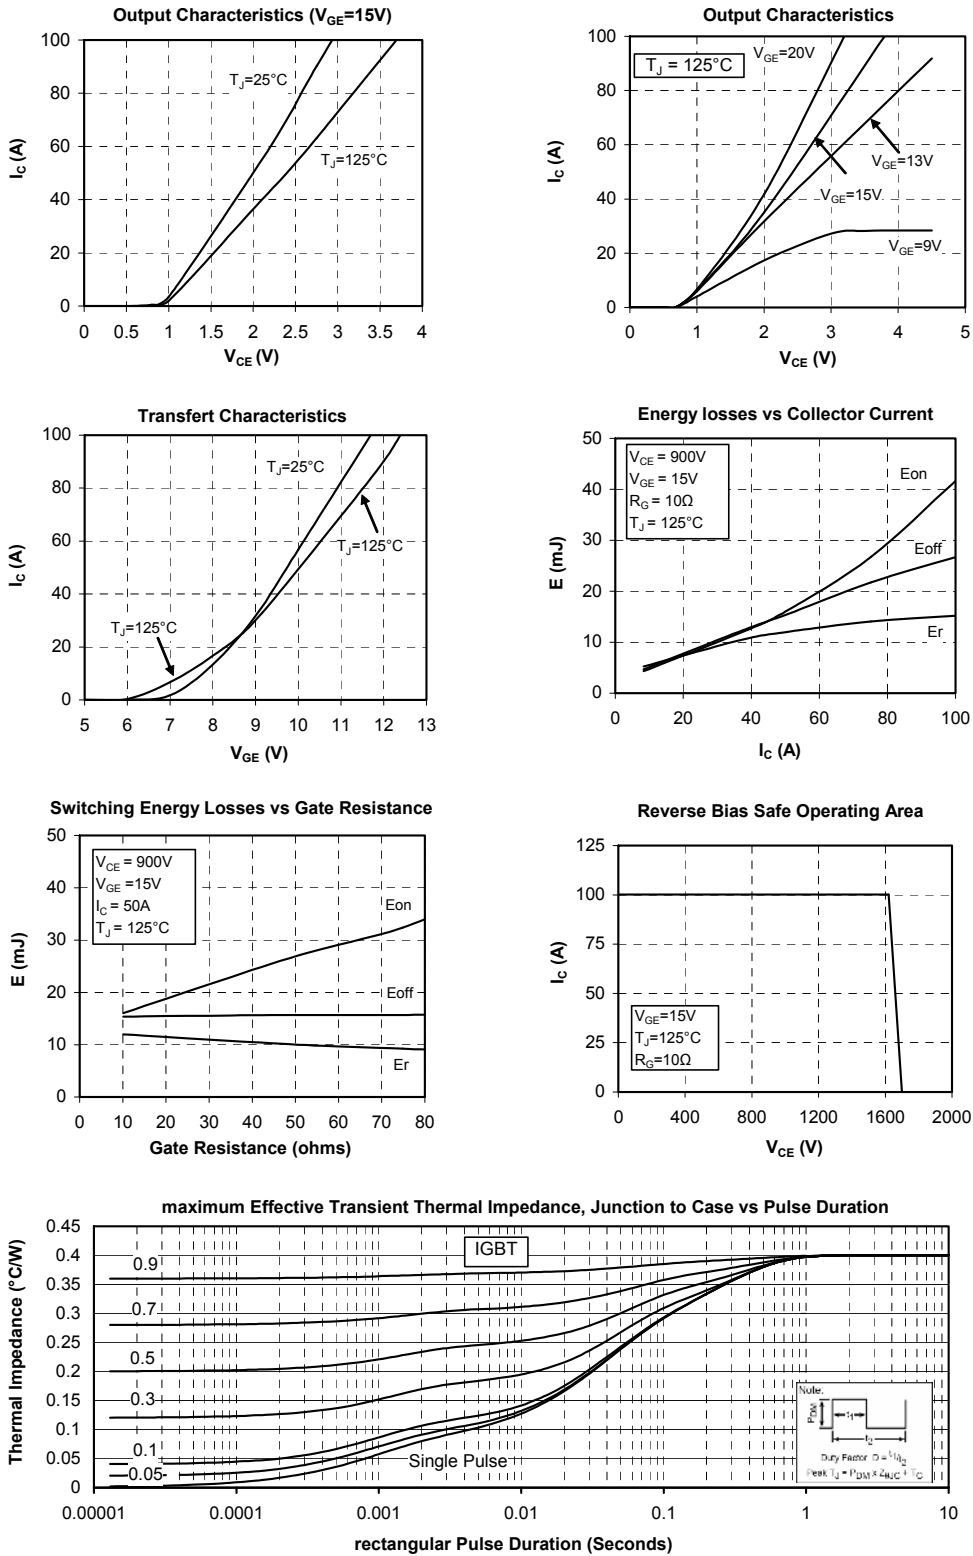 Output Characteristics (VGE=15V)
100
80
60
40
20
0
IC (A)
TJ=25°C
TJ=125°C
0 0.5 1 1.5 2 2.5 3 3.5 4
VCE (V)
Output Characteristics
100
80
60
40
20
0
IC (A)
TJ = 125°C
VGE=20V
VGE=13V
VGE=15V
VGE=9V
0 1 2 3 4 5
VCE (V)
Transfert Characteristics
100
80
60
40
20
0
IC (A)
TJ=25°C
TJ=125°C
TJ=125°C
5 6 7 8 9 10 11 12 13
VGE (V)
Energy losses vs Collector Current
50
40
30
20
10
0
E (mJ)
VCE = 900V
VGE = 15V
RG = 10Ω
TJ = 125°C
Eon
Eoff
Er
0 20 40 60 80 100
IC (A)
Switching Energy Losses vs Gate Resistance
50
40
30
20
10
0
E (mJ)
VCE = 900V
VGE =15V
IC = 50A
TJ = 125°C
Eon
Eoff
Er
0 10 20 30 40 50 60 70 80
Gate Resistance (ohms)
Reverse Bias Safe Operating Area
125
100
75
50
25
0
IC (A)
VGE=15V
TJ=125°C
RG=10Ω
0 400 800 1200 1600 2000
VCE (V)
maximum Effective Transient Thermal Impedance, Junction to Case vs Pulse Duration
0.45
0.4
0.35
0.3
0.25
0.2
0.15
0.1
0.05
0
Thermal Impedance (°C/W)
IGBT
0.9
0.7
0.5
0.3
0.1
0.05
Single Pulse
Note:
PDM
t1
t2
Duty Factor D = t1/t2
Peak TJ = PDM x ZθJC + TC
0.00001 0.0001 0.001 0.01 0.1 1 10
rectangular Pulse Duration (Seconds)